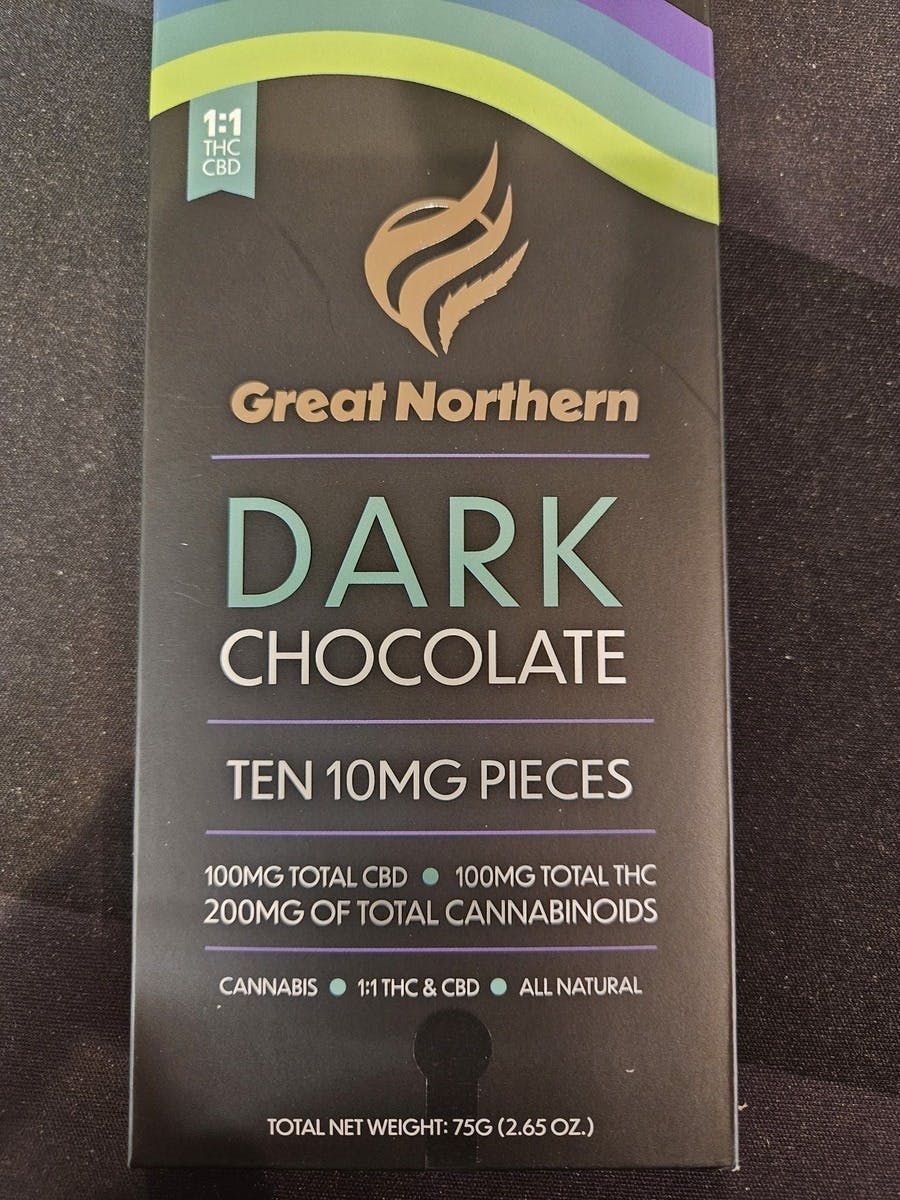 1:1
THC
CBD
Great Northern
DARK
CHOCOLATE
TEN 10MG PIECES
100MG TOTAL CBD ● 100MG TOTAL THC
200MG OF TOTAL CANNABINOIDS
CANNABIS ● 1:1 THC & CBD ● ALL NATURAL
TOTAL NET WEIGHT: 75G (2.65 OZ.)